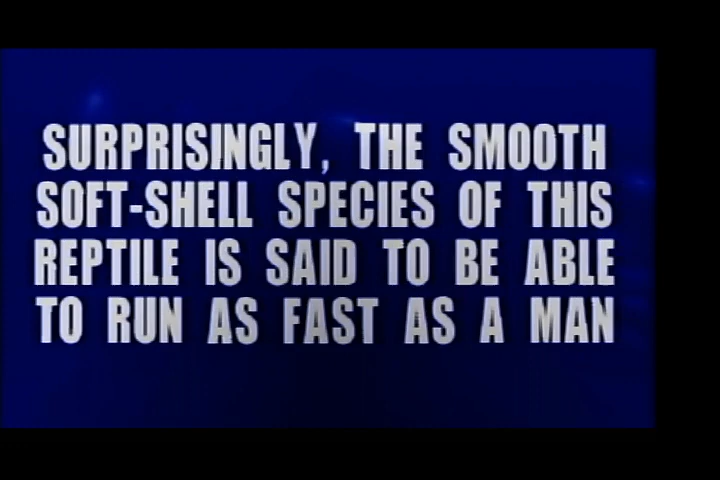 SURPRISINGLY, THE SMOOTH
SOFT-SHELL SPECIES OF THIS
REPTILE IS SAID TO BE ABLE
TO RUN AS FAST AS A MAN